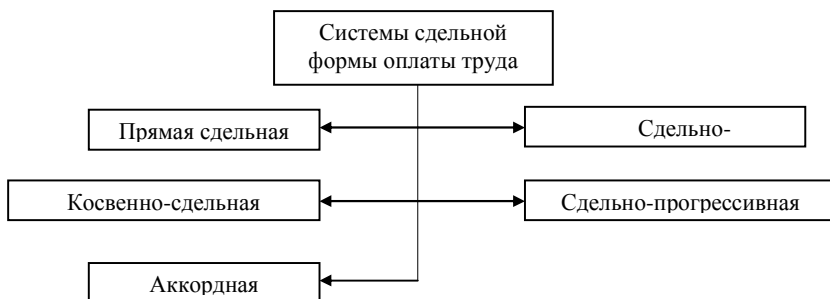 Системы сдельной
формы оплаты труда
Прямая сдельная
Сдельно-
Косвенно-сдельная
Сдельно-прогрессивная
Аккордная